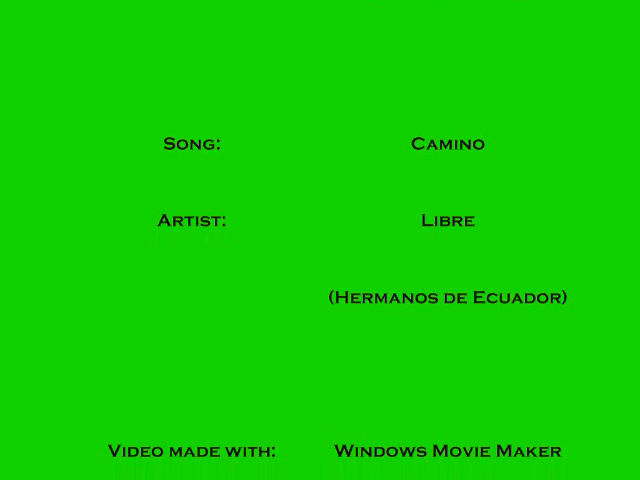 Song: Camino
Artist: Libre
(Hermanos de Ecuador)
Video made with: Windows Movie Maker